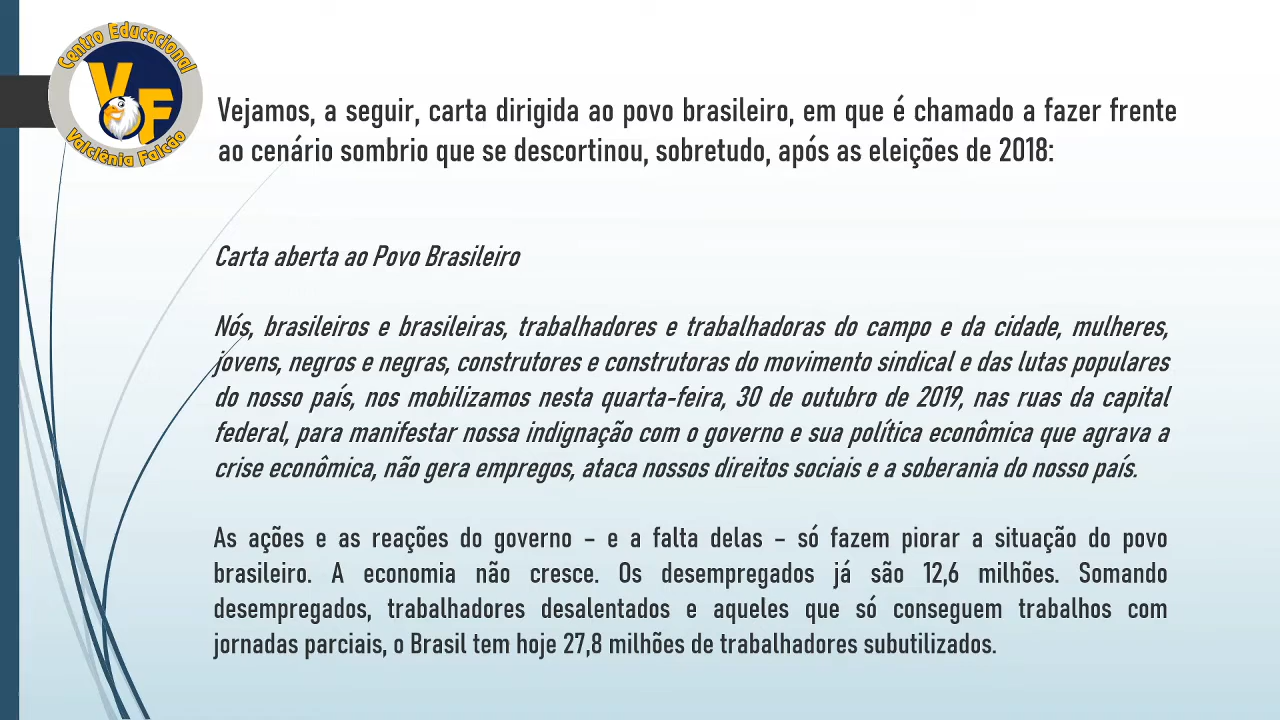 Centro Educacional
VF
Valclênia Falcão
Vejamos, a seguir, carta dirigida ao povo brasileiro, em que é chamado a fazer frente
ao cenário sombrio que se descortinou, sobretudo, após as eleições de 2018:
Carta aberta ao Povo Brasileiro
Nós, brasileiros e brasileiras, trabalhadores e trabalhadoras do campo e da cidade, mulheres,
jovens, negros e negras, construtores e construtoras do movimento sindical e das lutas populares
do nosso país, nos mobilizamos nesta quarta-feira, 30 de outubro de 2019, nas ruas da capital
federal, para manifestar nossa indignação com o governo e sua política econômica que agrava a
crise econômica, não gera empregos, ataca nossos direitos sociais e a soberania do nosso país.
As ações e as reações do governo – e a falta delas – só fazem piorar a situação do povo
brasileiro. A economia não cresce. Os desempregados já são 12,6 milhões. Somando
desempregados, trabalhadores desalentados e aqueles que só conseguem trabalhos com
jornadas parciais, o Brasil tem hoje 27,8 milhões de trabalhadores subutilizados.